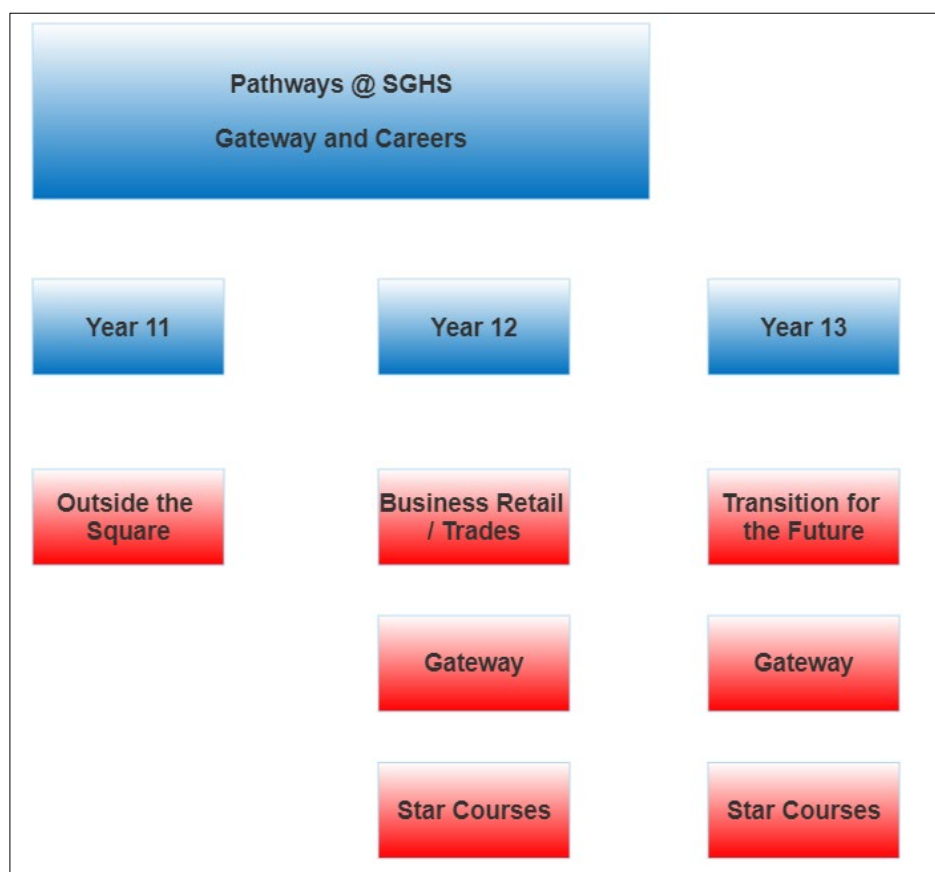 Pathways @ SGHS
Gateway and Careers
Year 11
Year 12
Year 13
Outside the
Square
Business Retail
/ Trades
Transition for
the Future
Gateway
Gateway
Star Courses
Star Courses